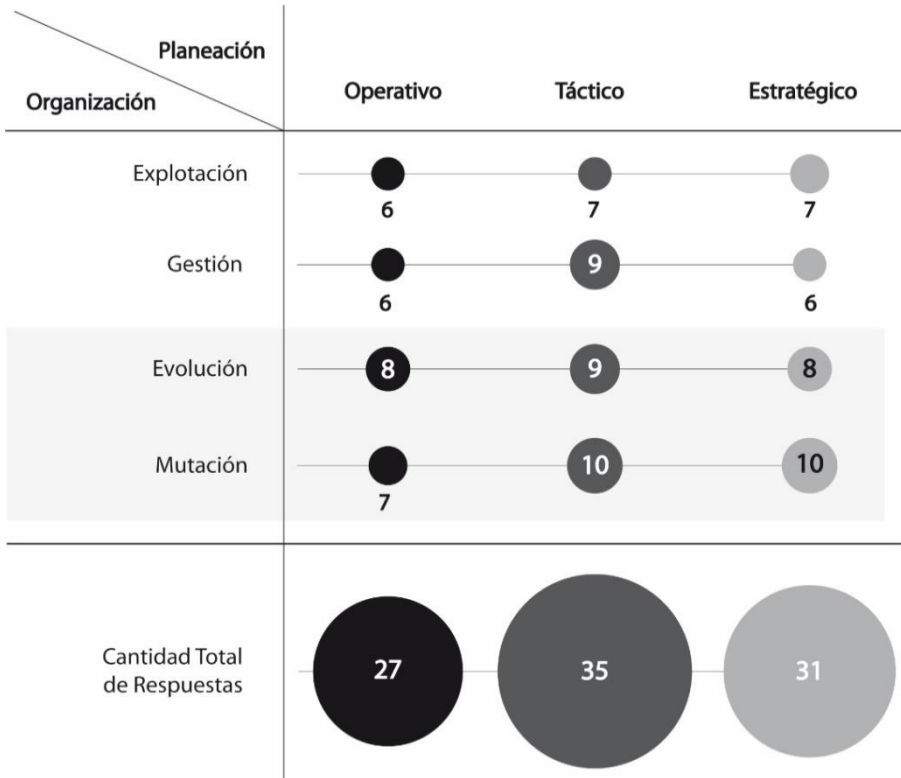 Planeación
Organización
Operativo Táctico Estratégico
Explotación
6 7 7
Gestión
9
6 6
Evolución 8 9 8
Mutación 10 10
7
Cantidad Total
de Respuestas
27 35 31